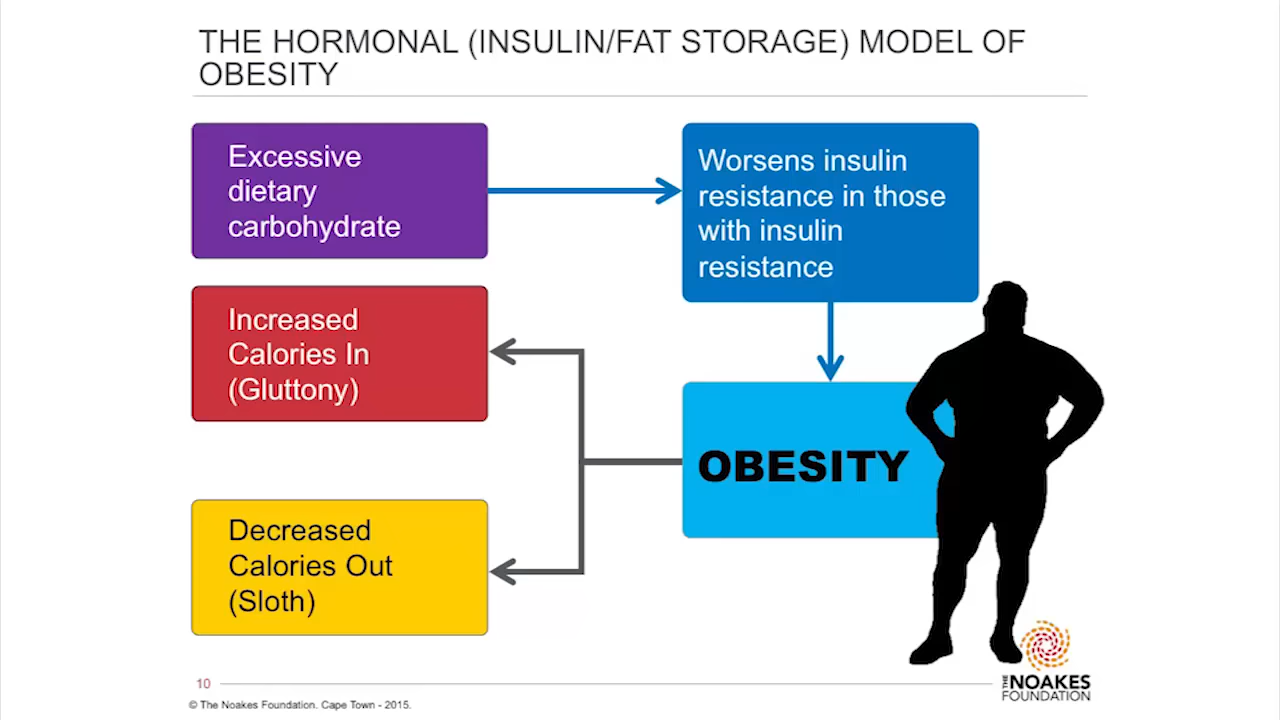 THE HORMONAL (INSULIN/FAT STORAGE) MODEL OF
OBESITY
Excessive
dietary
carbohydrate
Worsens insulin
resistance in those
with insulin
resistance
Increased
Calories In
(Gluttony)
OBESITY
Decreased
Calories Out
(Sloth)
10
THE NOAKES
FOUNDATION
© The Noakes Foundation. Cape Town - 2015.